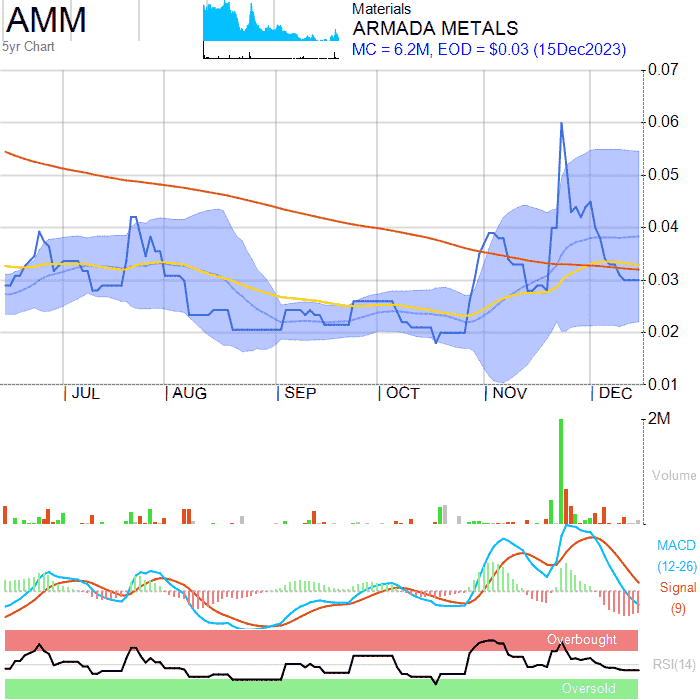 AMM
5yr Chart
Materials
ARMADA METALS
MC = 6.2M, EOD = $0.03 (15Dec2023)
0.07
0.06
0.05
0.04
0.03
0.02
0.01
JUL AUG SEP OCT NOV DEC
2M
Volume
MACD
(12-26)
Signal
(9)
Overbought
RSI(14)
Oversold